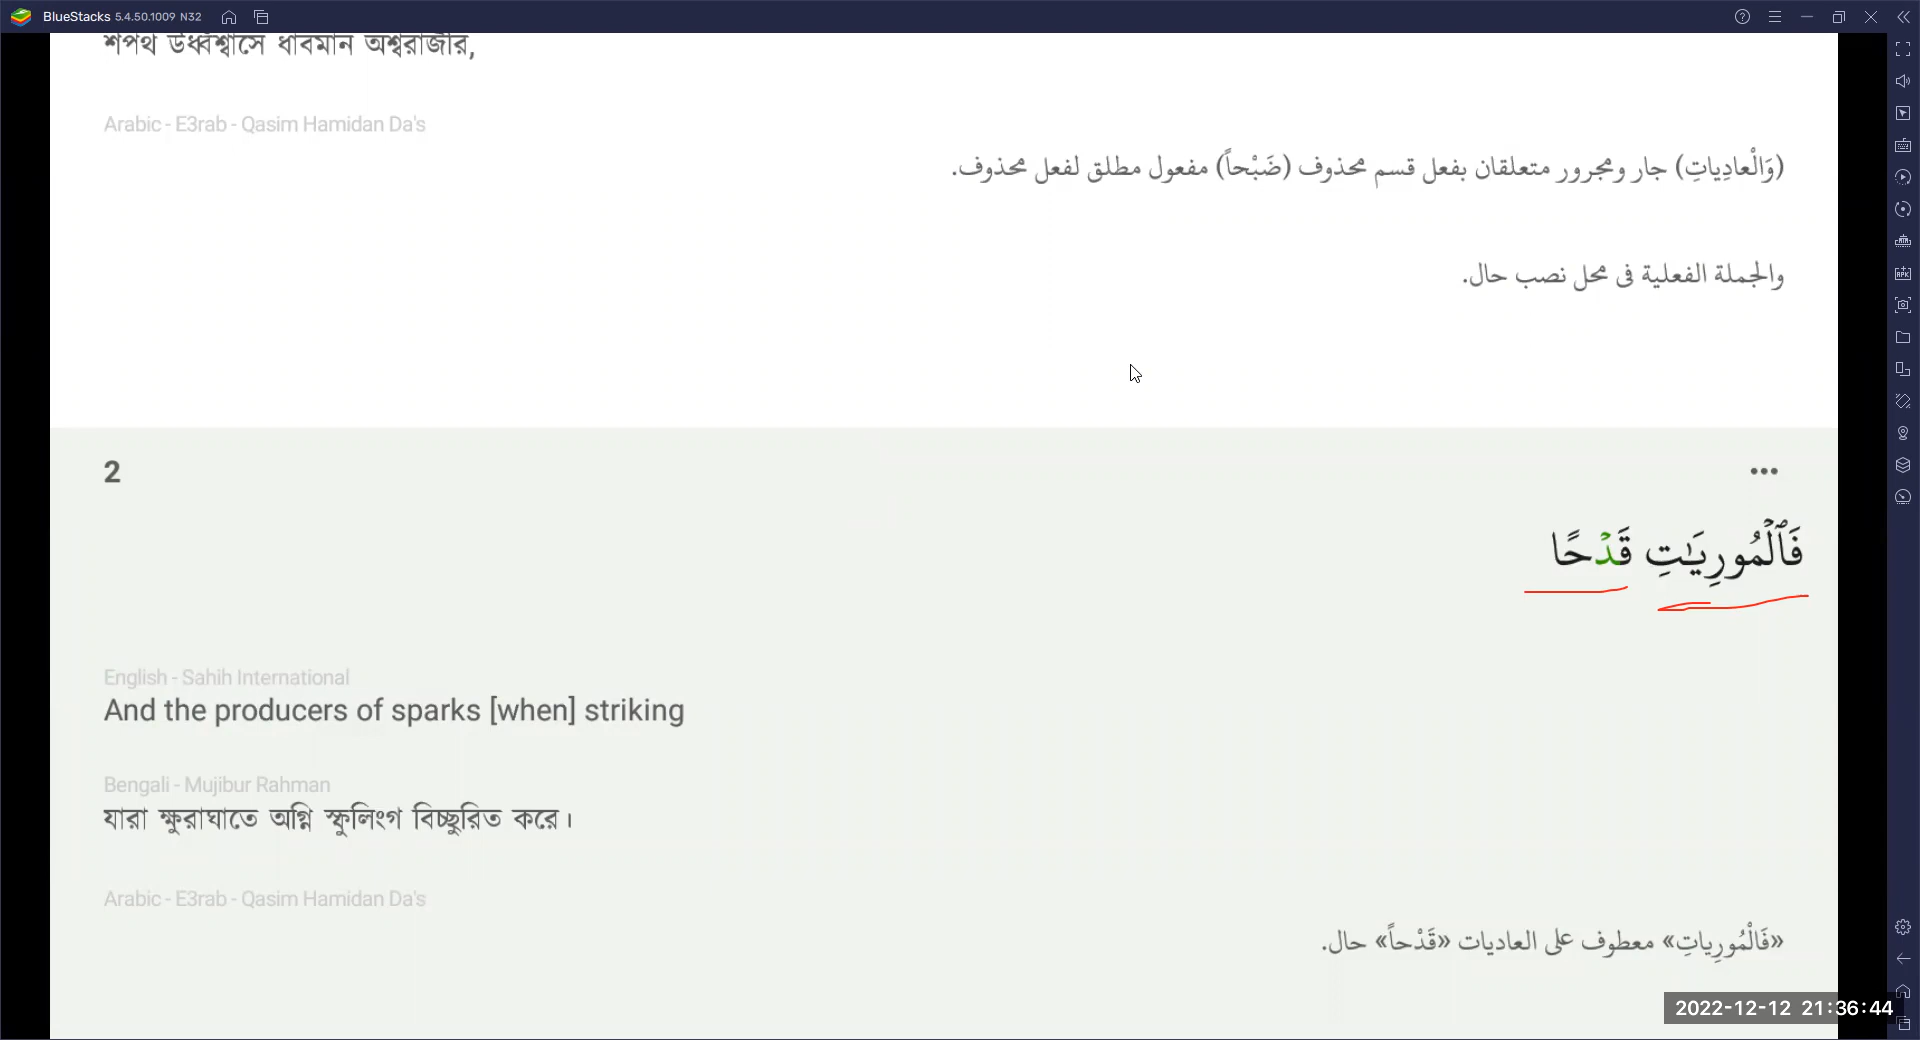 BlueStacks 5.4.50.1009 N32
শপথ ঊর্ধ্বশ্বাসে ধাবমান অশ্বরাজীর,
Arabic - E3rab - Qasim Hamidan Da's
(وَالْعادِياتِ) جار ومجرور متعلقان بفعل قسم محذوف (ضَبْحاً) مفعول مطلق لفعل محذوف.
والجملة الفعلية فى محل نصب حال.
2
فَٱلْمُورِيَـٰتِ قَدْحًا
English - Sahih International
And the producers of sparks [when] striking
Bengali - Mujibur Rahman
যারা ক্ষুরাঘাতে অগ্নি স্ফুলিংগ বিচ্ছুরিত করে।
Arabic - E3rab - Qasim Hamidan Da's
«فَالْمُورِياتِ» معطوف على العاديات «قَدْحاً» حال.
2022-12-12 21:36:44